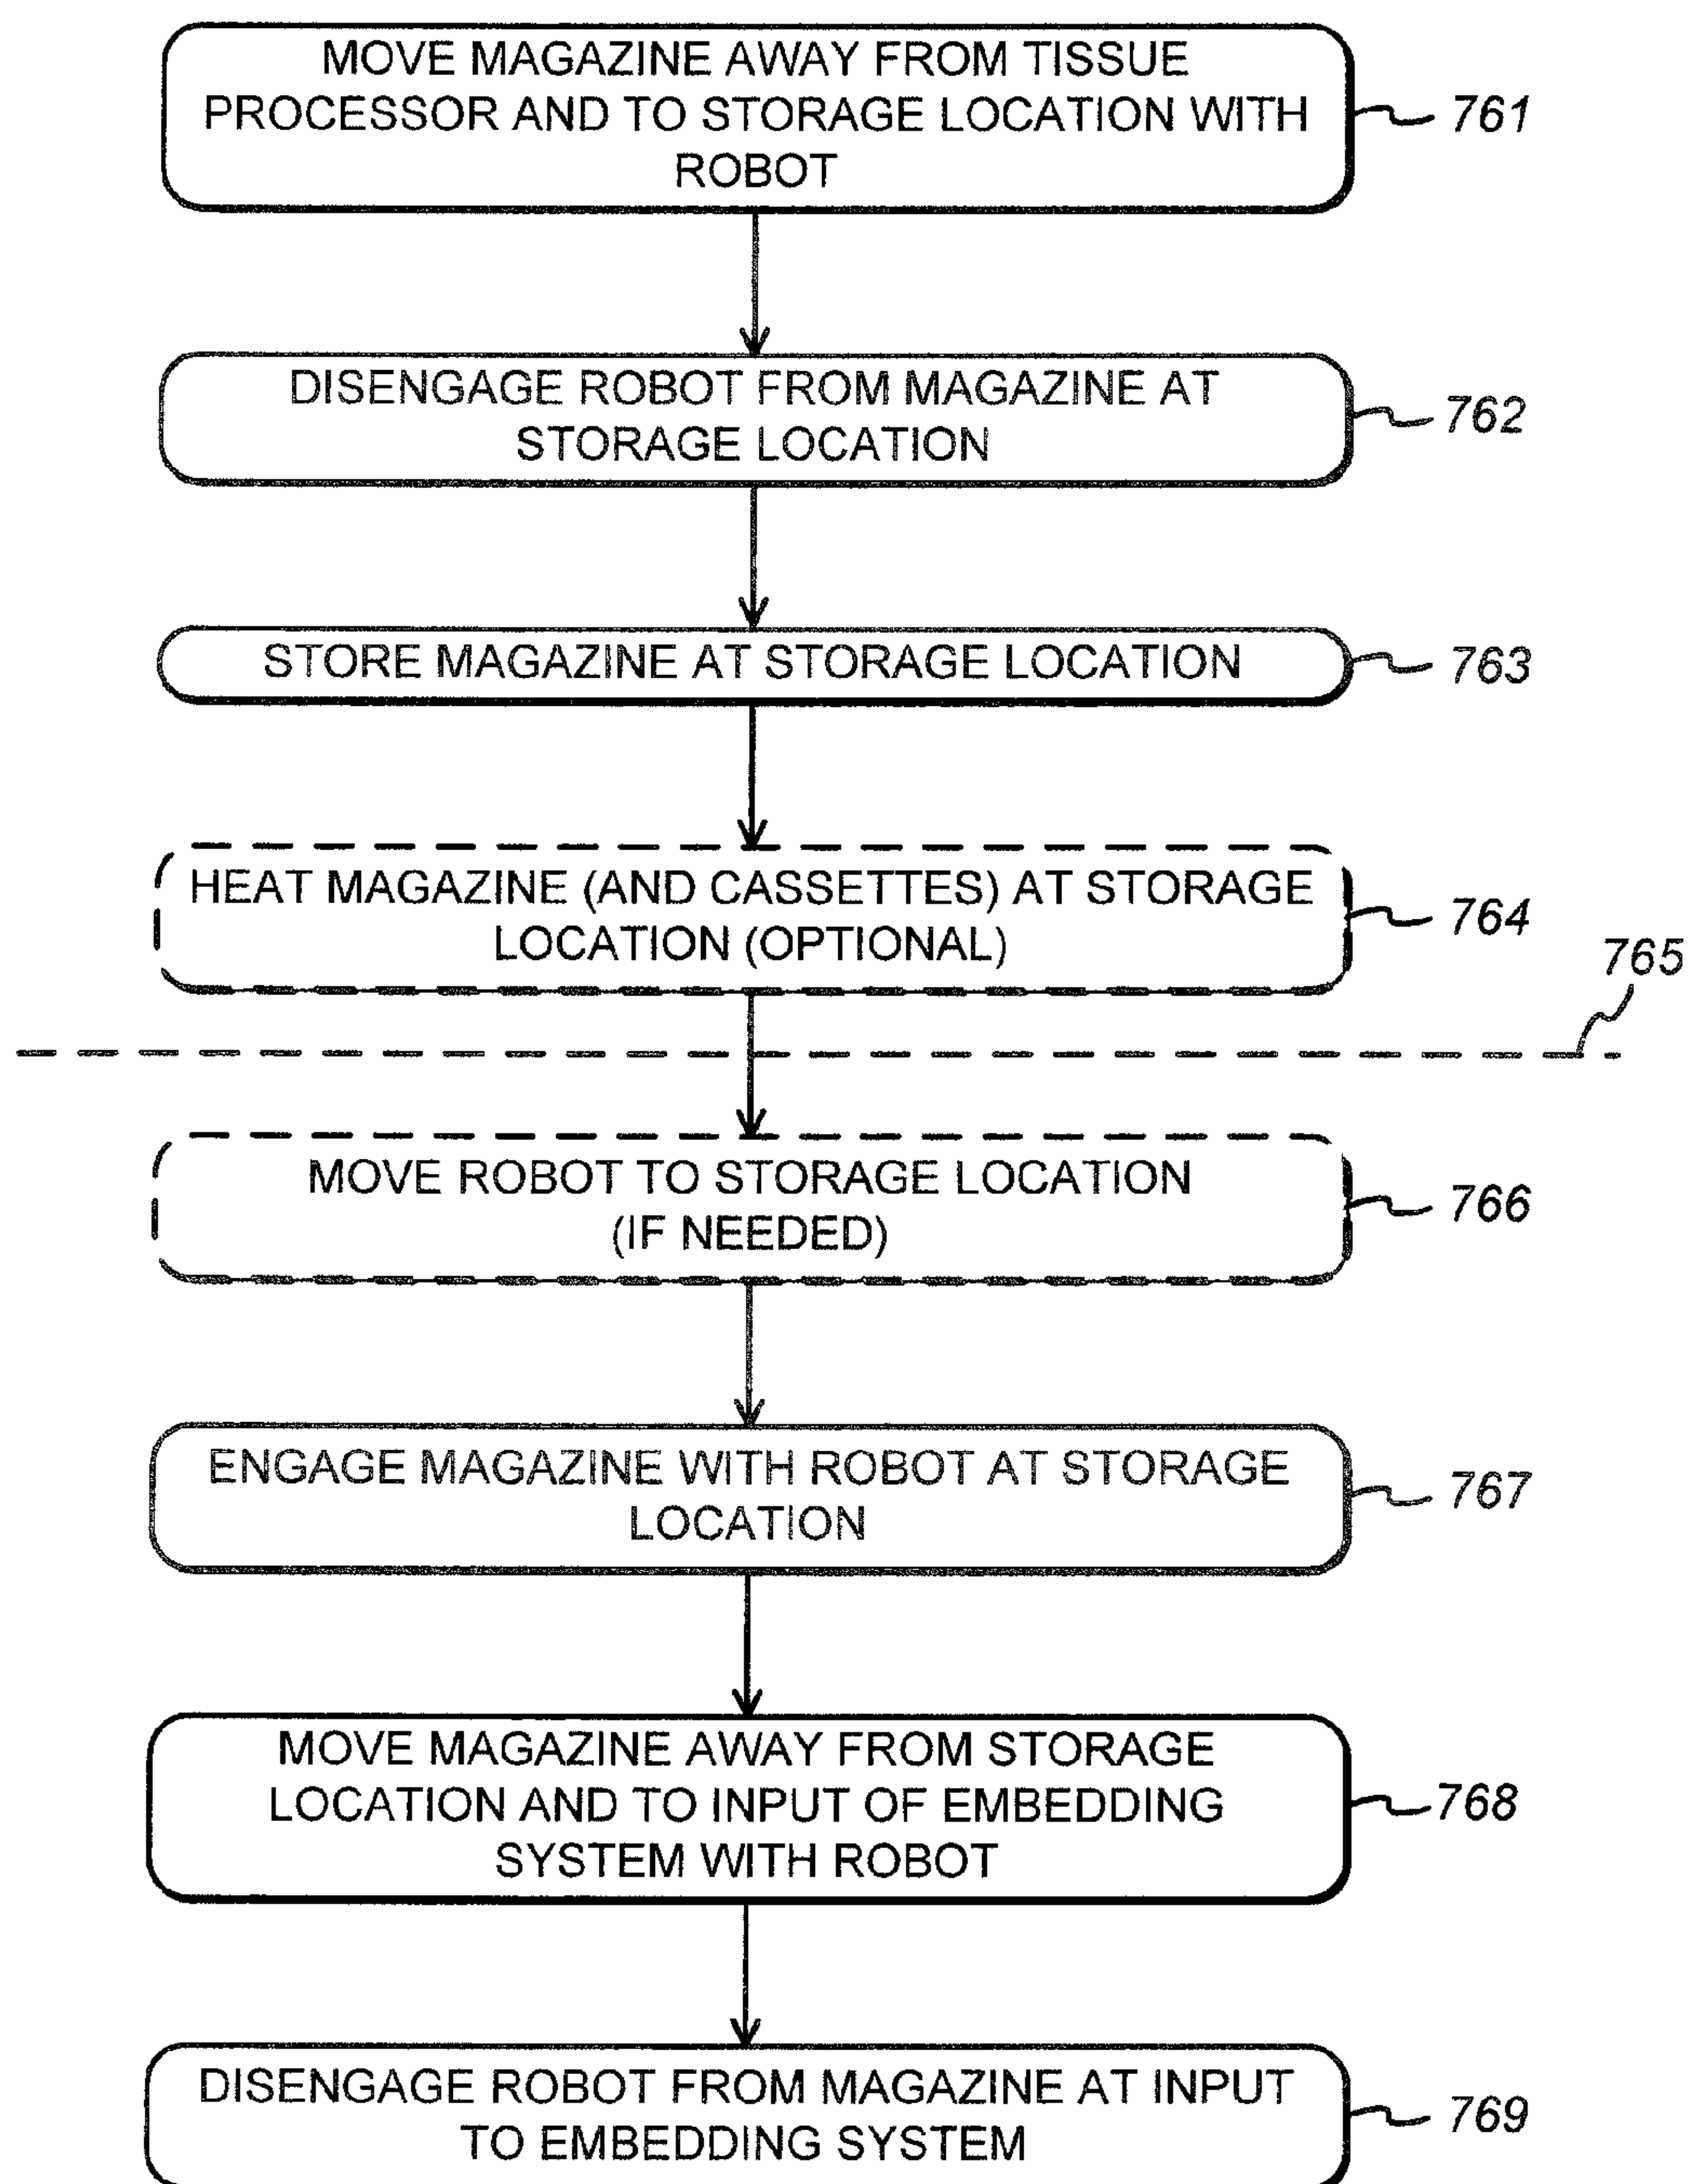 MOVE MAGAZINE AWAY FROM TISSUE
PROCESSOR AND TO STORAGE LOCATION WITH
ROBOT
761
DISENGAGE ROBOT FROM MAGAZINE AT
STORAGE LOCATION
762
STORE MAGAZINE AT STORAGE LOCATION
763
HEAT MAGAZINE (AND CASSETTES) AT STORAGE
LOCATION (OPTIONAL)
764
765
MOVE ROBOT TO STORAGE LOCATION
(IF NEEDED)
766
ENGAGE MAGAZINE WITH ROBOT AT STORAGE
LOCATION
767
MOVE MAGAZINE AWAY FROM STORAGE
LOCATION AND TO INPUT OF EMBEDDING
SYSTEM WITH ROBOT
768
DISENGAGE ROBOT FROM MAGAZINE AT INPUT
TO EMBEDDING SYSTEM
769